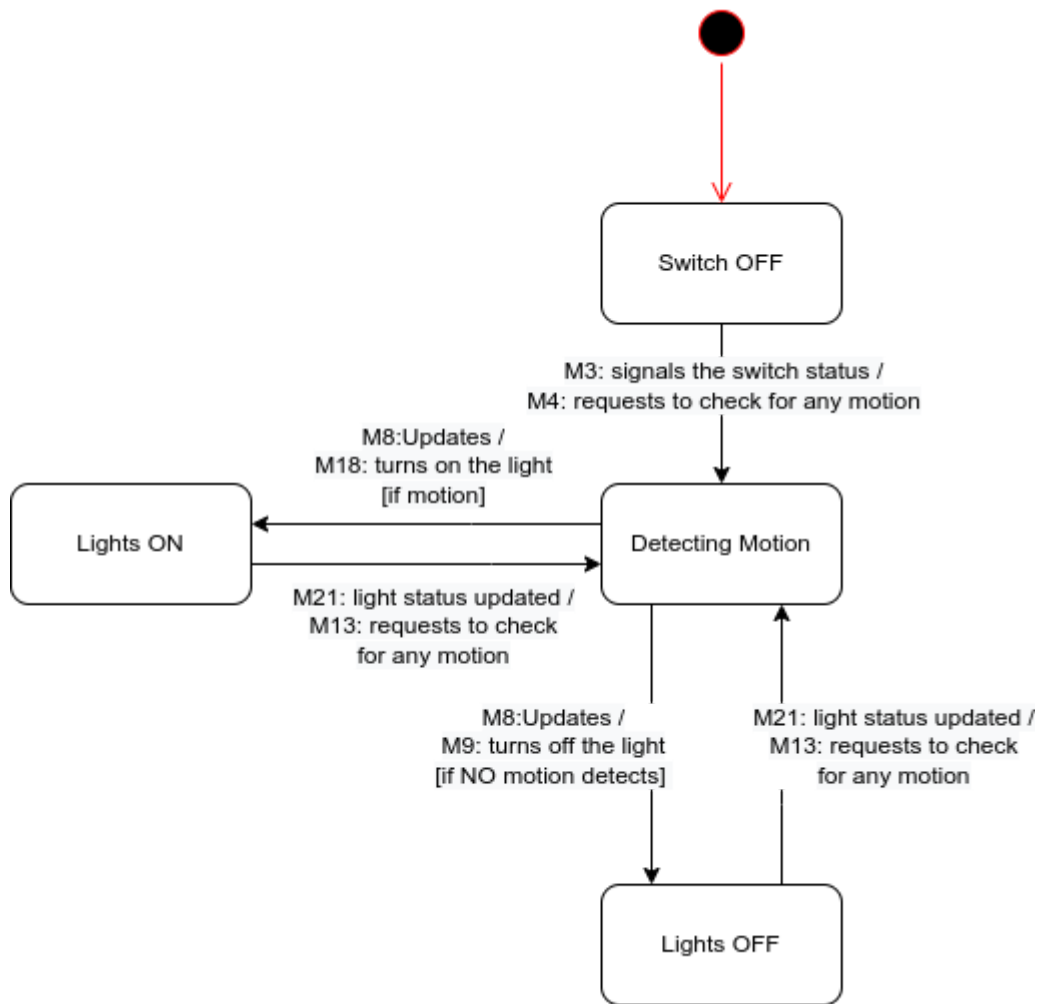 Switch OFF
M3: signals the switch status /
M4: requests to check for any motion
M8:Updates /
M18: turns on the light
[if motion]
Lights ON
Detecting Motion
M21: light status updated /
M13: requests to check
for any motion
M8:Updates /
M9: turns off the light
[if NO motion detects]
M21: light status updated /
M13: requests to check
for any motion
Lights OFF